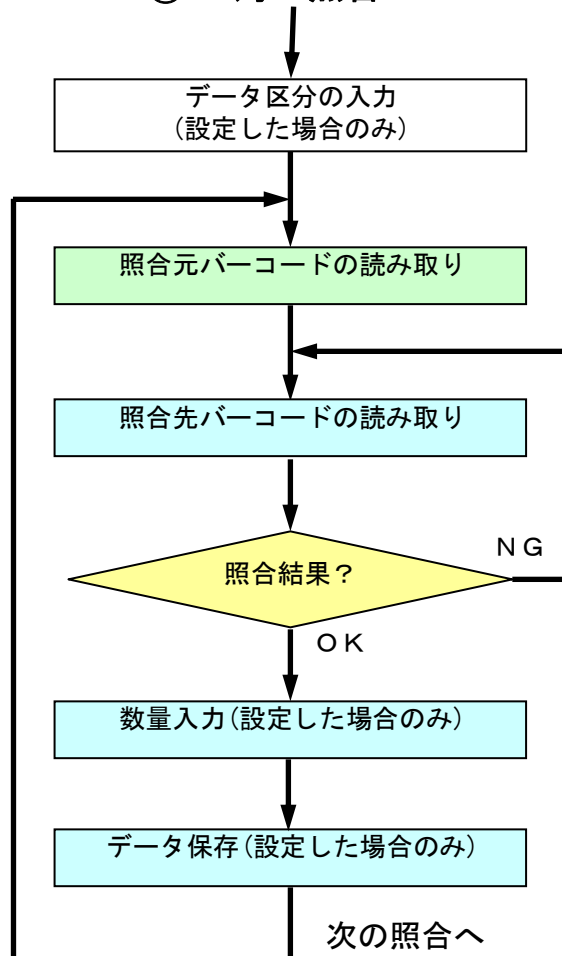 データ区分の入力
(設定した場合のみ)
照合元バーコードの読み取り
照合先バーコードの読み取り
照合結果？
ＮＧ
ＯＫ
数量入力(設定した場合のみ)
データ保存(設定した場合のみ)
次の照合へ